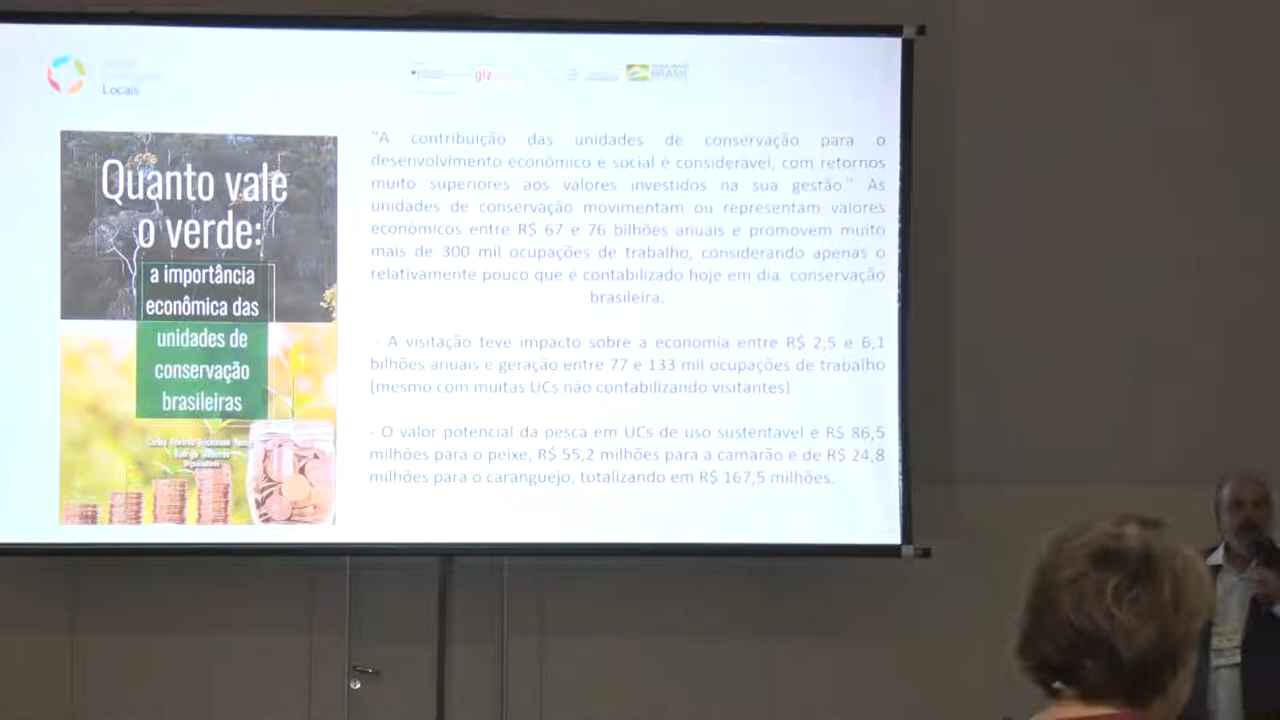 Locais
giz
BRASIL
Quanto vale
o verde:
a importância
econômica das
unidades de
conservação
brasileiras
"A contribuição das unidades de conservação para o
desenvolvimento econômico e social é considerável, com retornos
muito superiores aos valores investidos na sua gestão." As
unidades de conservação movimentam ou representam valores
econômicos entre R$ 67 e 76 bilhões anuais e promovem muito
mais de 300 mil ocupações de trabalho, considerando apenas o
relativamente pouco que é contabilizado hoje em dia. conservação
brasileira.
- A visitação teve impacto sobre a economia entre R$ 2,5 e 6,1
bilhões anuais e geração entre 77 e 133 mil ocupações de trabalho
(mesmo com muitas UCs não contabilizando visitantes)
- O valor potencial da pesca em UCs de uso sustentavel e R$ 86,5
milhões para o peixe, R$ 55,2 milhões para a camarão e de R$ 24,8
milhões para o caranguejo, totalizando em R$ 167,5 milhões.